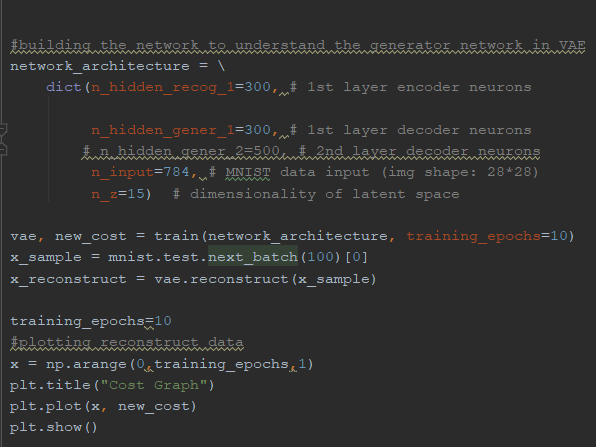 #building the network to understand the generator network in VAE
network_architecture = \
    dict(n_hidden_recog_1=300, # 1st layer encoder neurons
         n_hidden_gener_1=300, # 1st layer decoder neurons
        # n_hidden_gener_2=500, # 2nd layer decoder neurons
         n_input=784, # MNIST data input (img shape: 28*28)
         n_z=15)  # dimensionality of latent space
vae, new_cost = train(network_architecture, training_epochs=10)
x_sample = mnist.test.next_batch(100)[0]
x_reconstruct = vae.reconstruct(x_sample)
training_epochs=10
#plotting reconstruct data
x = np.arange(0,training_epochs,1)
plt.title("Cost Graph")
plt.plot(x, new_cost)
plt.show()